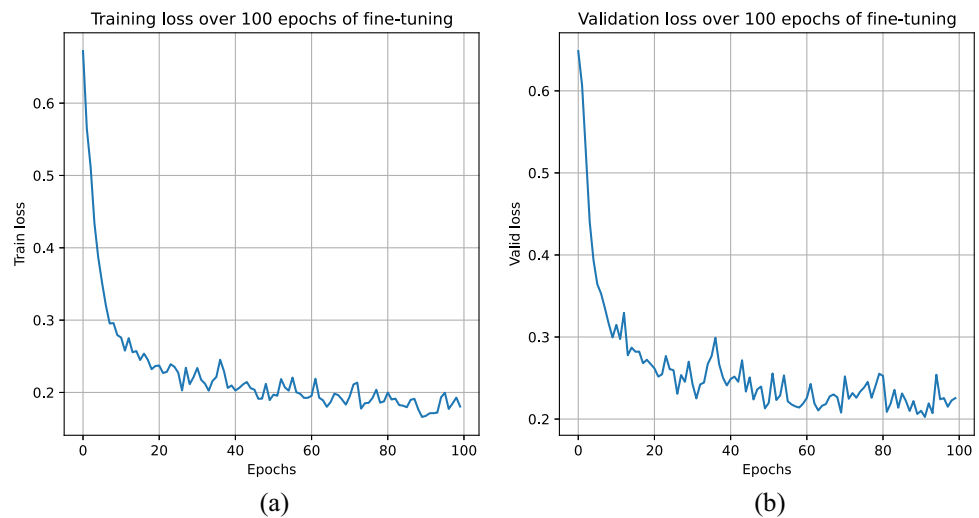 Training loss over 100 epochs of fine-tuning
Train loss
0.6
0.5
0.4
0.3
0.2
0 20 40 60 80 100
Epochs
(a)
Validation loss over 100 epochs of fine-tuning
Valid loss
0.6
0.5
0.4
0.3
0.2
0 20 40 60 80 100
Epochs
(b)